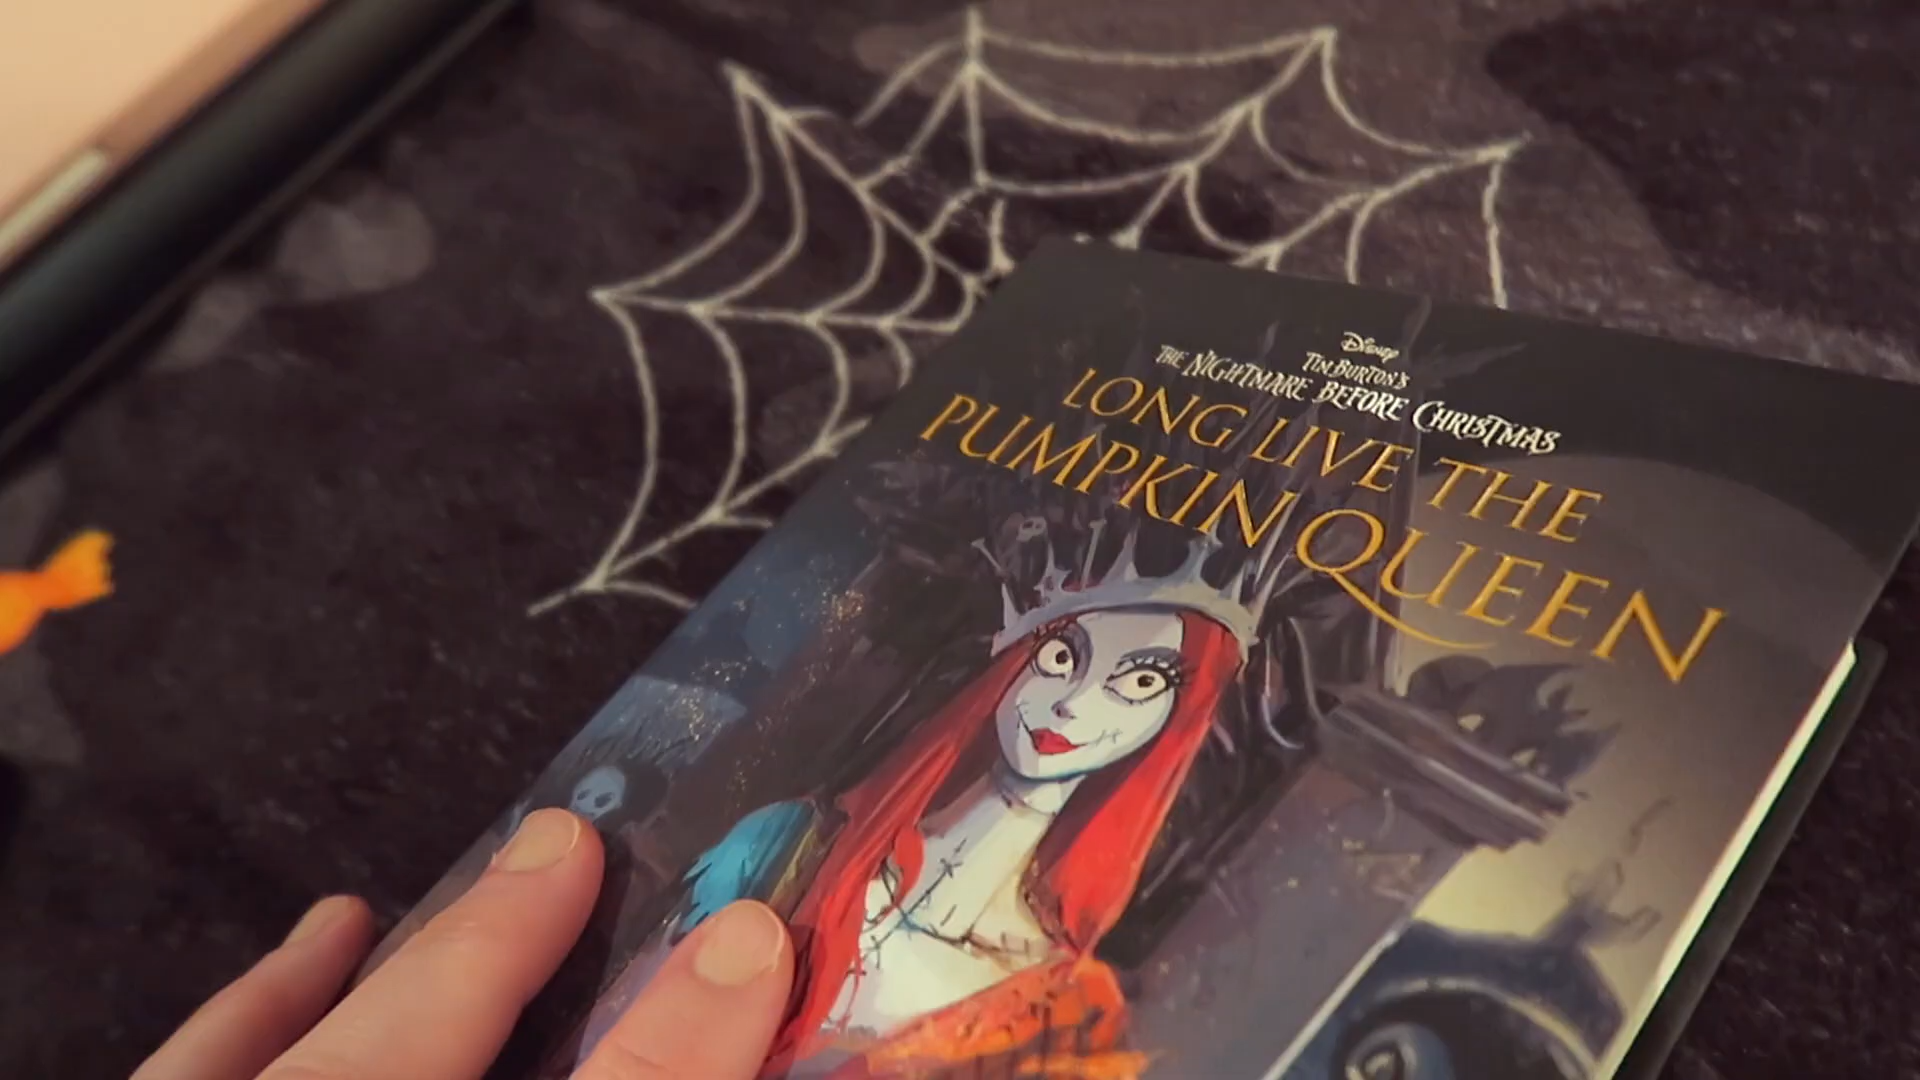 Disney
TIM BURTON'S
THE NIGHTMARE BEFORE CHRISTMAS
LONG LIVE THE
PUMPKIN QUEEN